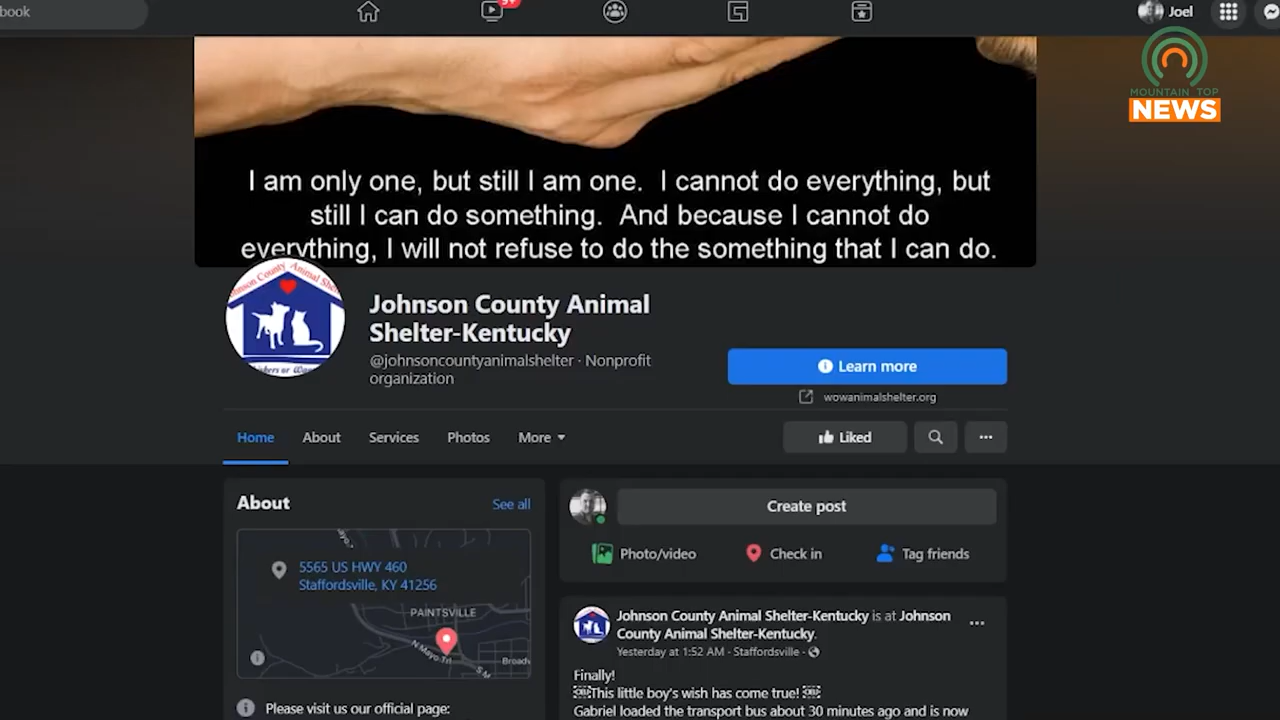 book
9+
Joel
MOUNTAIN TOP
NEWS
I am only one, but still I am one. I cannot do everything, but
still I can do something. And because I cannot do
everything, I will not refuse to do the something that I can do.
Johnson County Animal
Shelter-Kentucky
@johnsoncountyanimalshelter · Nonprofit
organization
Learn more
wowanimalshelter.org
Home
About
Services
Photos
More
Liked
About
See all
5565 US HWY 460
Staffordsville, KY 41256
PAINTSVILLE
N Mayo Trl
Create post
Photo/video
Check in
Tag friends
Johnson County Animal Shelter-Kentucky is at Johnson
County Animal Shelter-Kentucky.
Yesterday at 1:52 AM · Staffordsville ·
Finally!
This little boy's wish has come true!
Gabriel loaded the transport bus about 30 minutes ago and is now
Please visit us our official page: